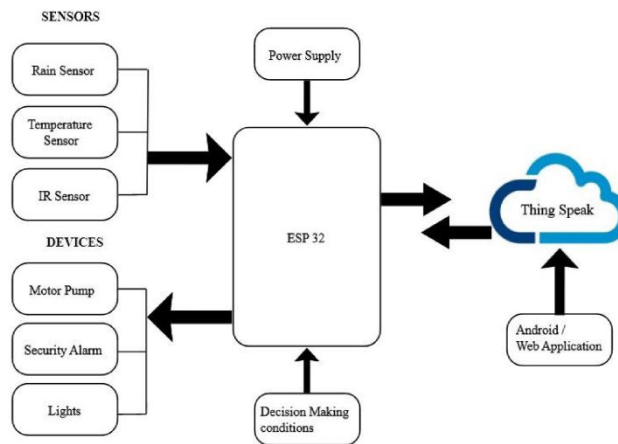 SENSORS
Rain Sensor
Temperature
Sensor
IR Sensor
DEVICES
Motor Pump
Security Alarm
Lights
Power Supply
ESP 32
Decision Making
conditions
Thing Speak
Android /
Web Application